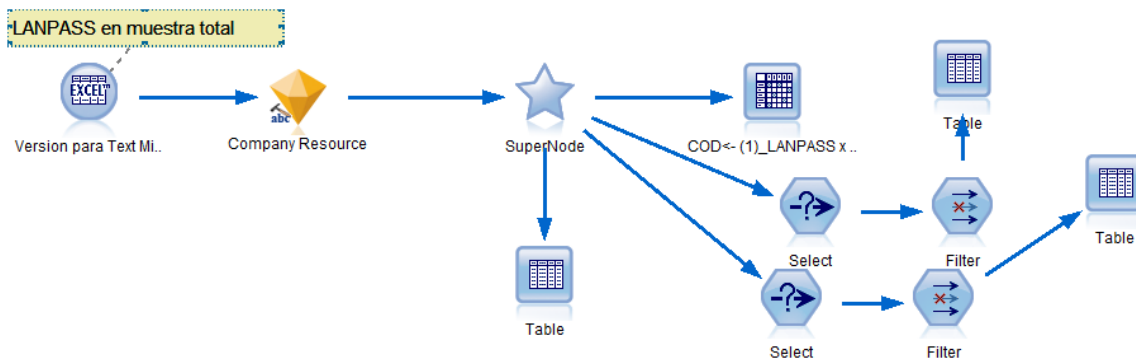 LANPASS en muestra total
EXCEL™
Version para Text Mi..
abc
Company Resource
SuperNode
COD<- (1)_LANPASS x ..
Table
Table
Select
Filter
Table
Select
Filter